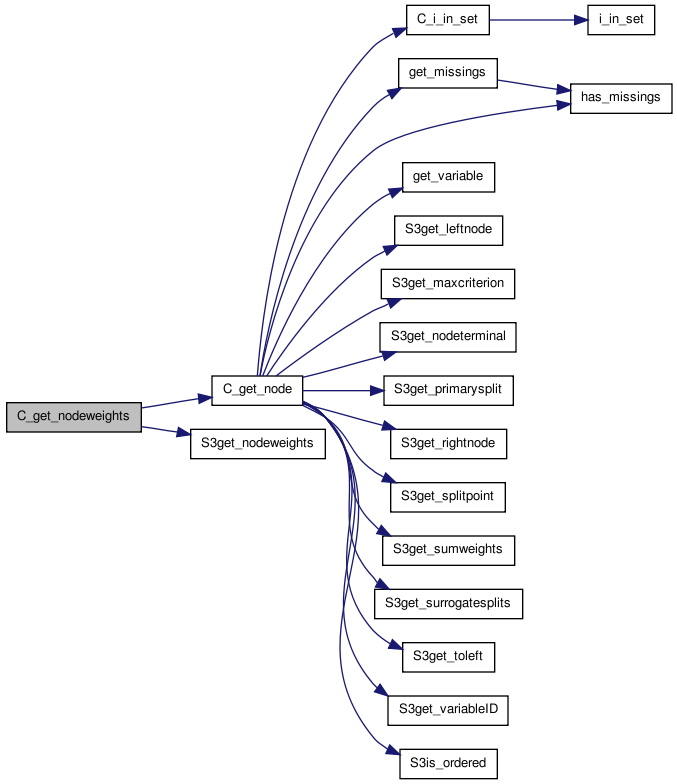 C_i_in_set
i_in_set
get_missings
has_missings
get_variable
S3get_leftnode
S3get_maxcriterion
S3get_nodeterminal
C_get_node
S3get_primarysplit
C_get_nodeweights
S3get_nodeweights
S3get_rightnode
S3get_splitpoint
S3get_sumweights
S3get_surrogatesplits
S3get_toleft
S3get_variableID
S3is_ordered